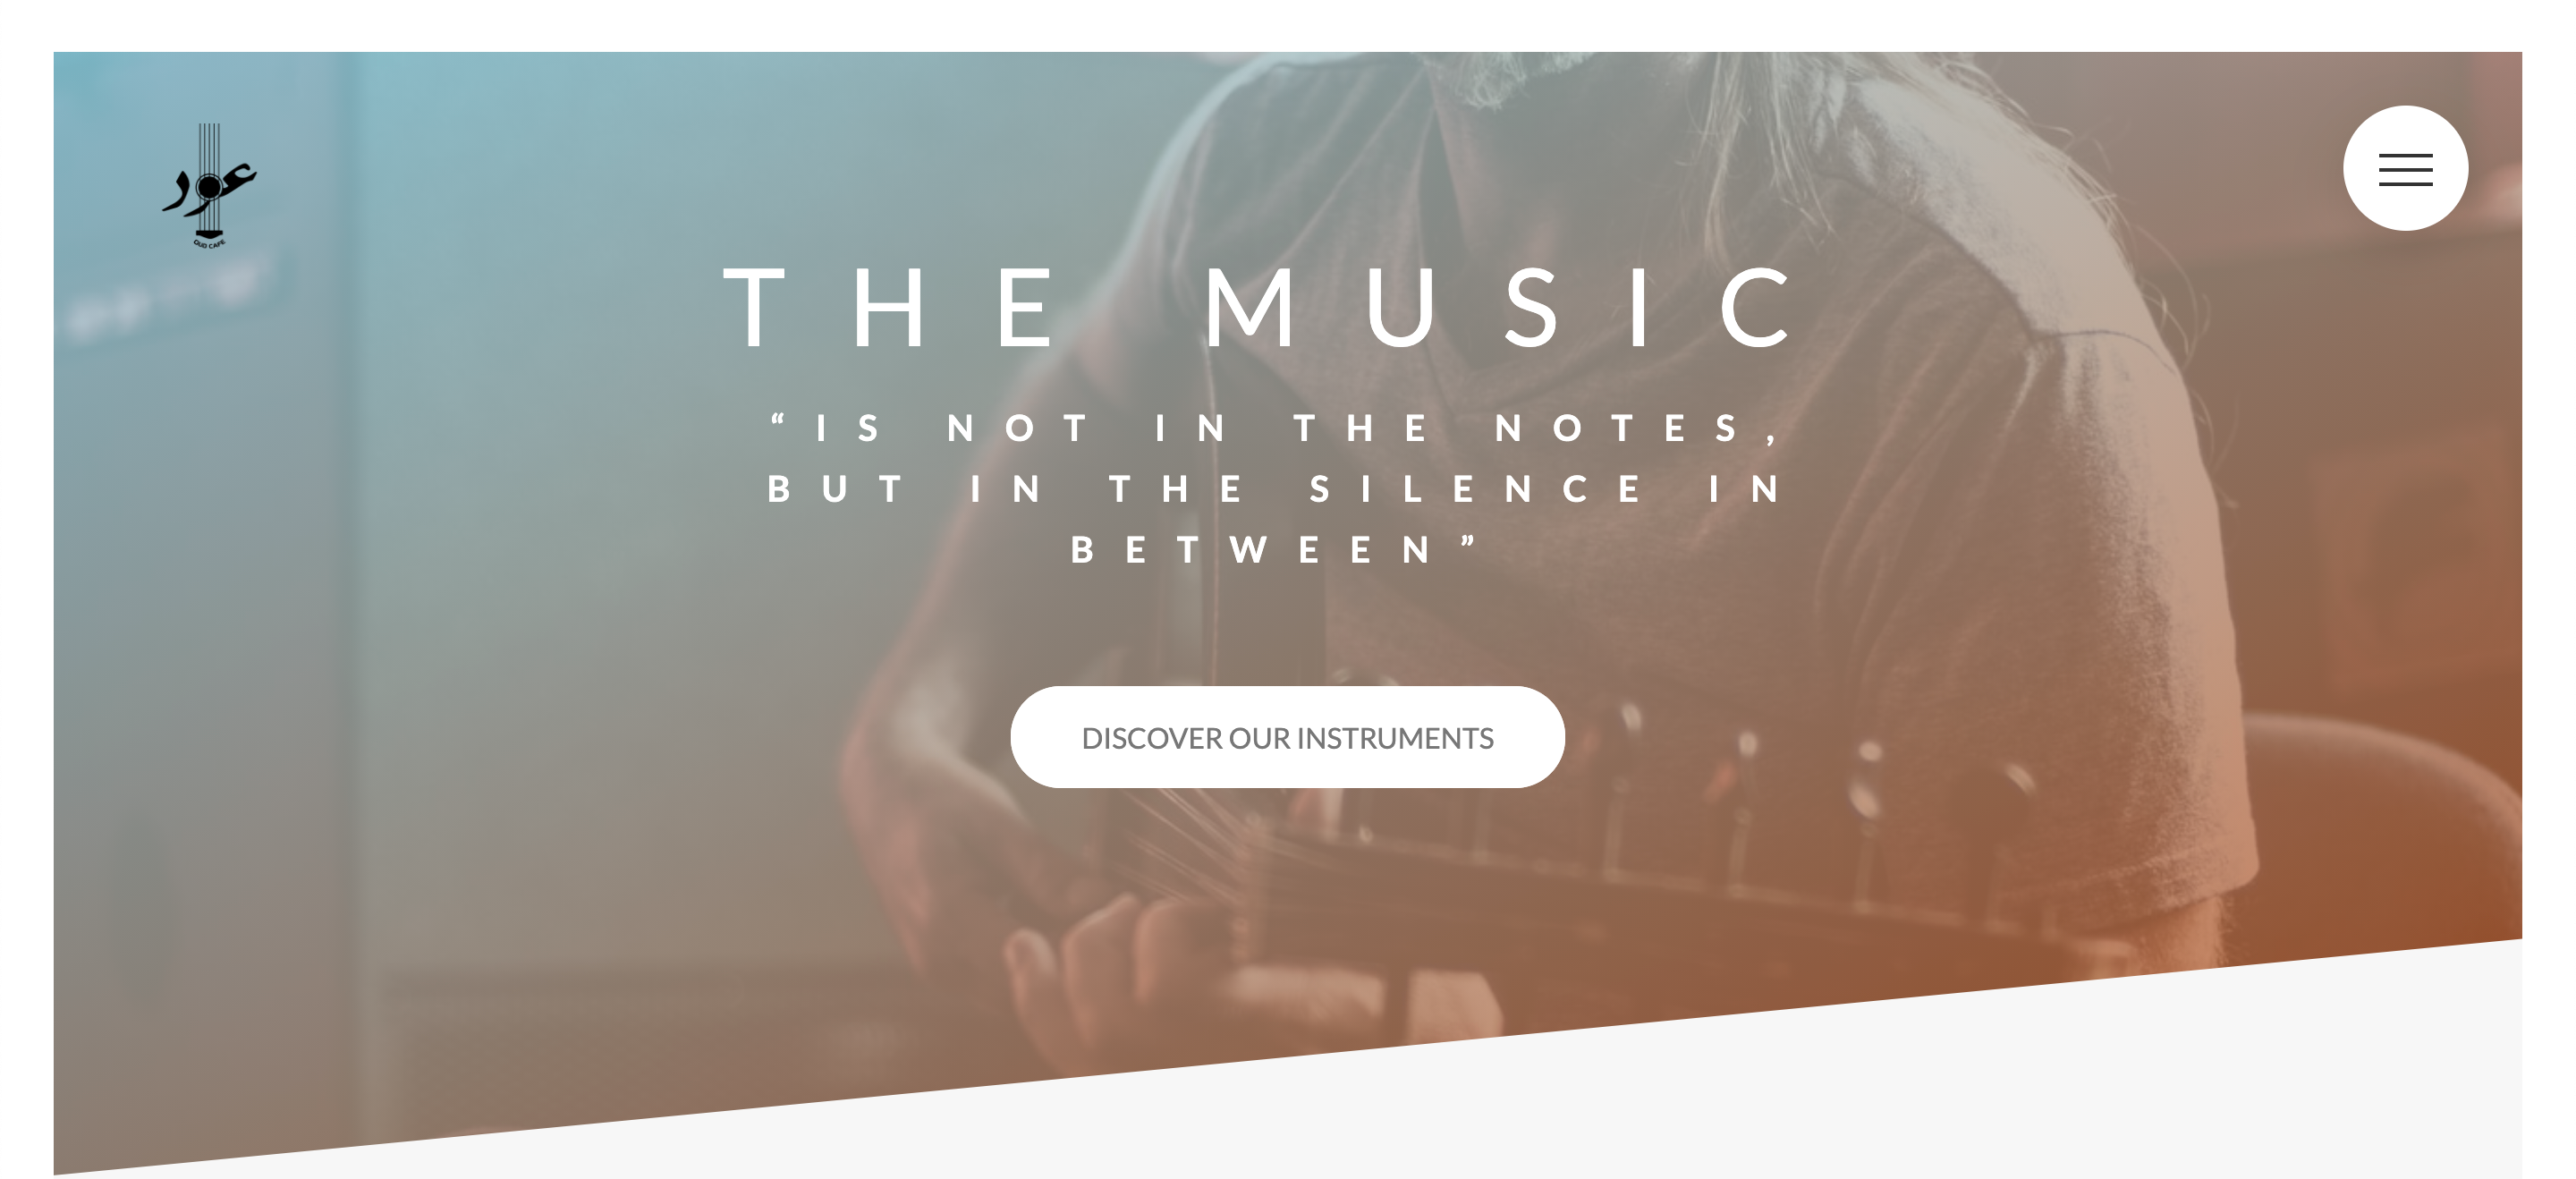 عود
OUD CAFE
THE MUSIC
“IS NOT IN THE NOTES,
BUT IN THE SILENCE IN
BETWEEN”
DISCOVER OUR INSTRUMENTS